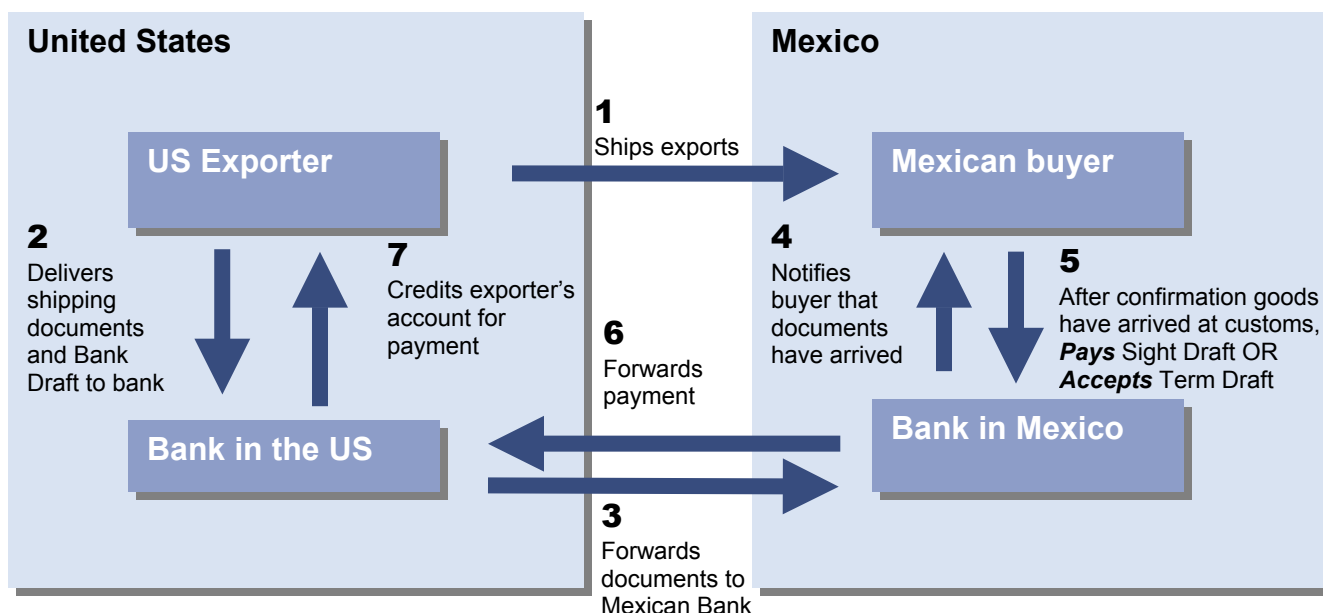 United States
Mexico
1
Ships exports
US Exporter
Mexican buyer
2
Delivers
shipping
documents
and Bank
Draft to bank
7
Credits exporter's
account for
payment
4
Notifies
buyer that
documents
have arrived
5
After confirmation goods
have arrived at customs,
Pays Sight Draft OR
Accepts Term Draft
6
Forwards
payment
Bank in the US
Bank in Mexico
3
Forwards
documents to
Mexican Bank